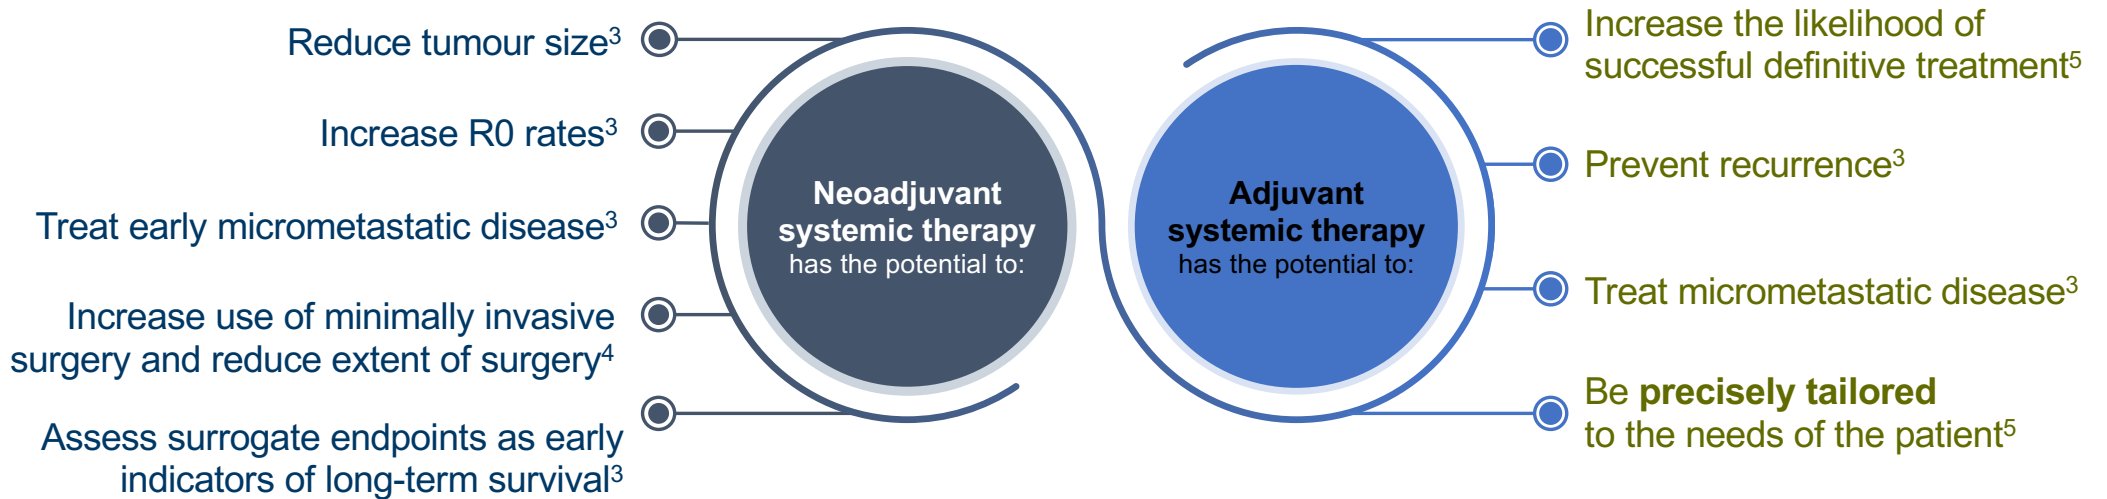 Reduce tumour size³
Increase R0 rates³
Treat early micrometastatic disease³
Increase use of minimally invasive
surgery and reduce extent of surgery⁴
Assess surrogate endpoints as early
indicators of long-term survival³
Neoadjuvant
systemic therapy
has the potential to:
Adjuvant
systemic therapy
has the potential to:
Increase the likelihood of
successful definitive treatment⁵
Prevent recurrence³
Treat micrometastatic disease³
Be precisely tailored
to the needs of the patient⁵